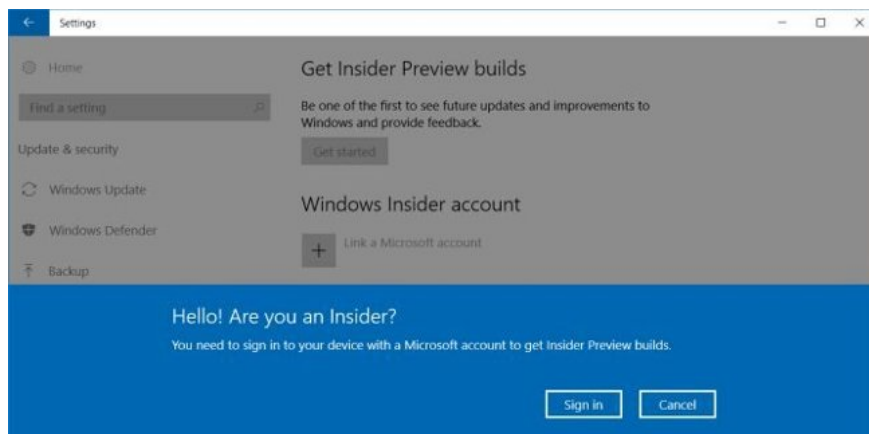 Settings
Home
Find a setting
Update & security
Windows Update
Windows Defender
Backup
Get Insider Preview builds
Be one of the first to see future updates and improvements to
Windows and provide feedback.
Get started
Windows Insider account
Link a Microsoft account
Hello! Are you an Insider?
You need to sign in to your device with a Microsoft account to get Insider Preview builds.
Sign in
Cancel